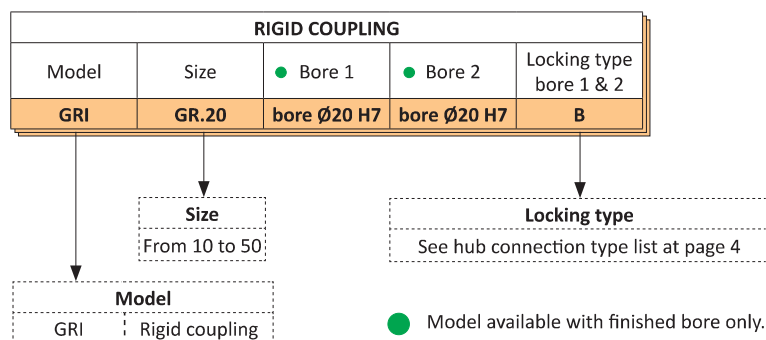 RIGID COUPLING
Model
Size
Bore 1
Bore 2
Locking type
bore 1 & 2
GRI
GR.20
bore Ø20 H7
bore Ø20 H7
B
Size
From 10 to 50
Locking type
See hub connection type list at page 4
Model
GRI
Rigid coupling
Model available with finished bore only.